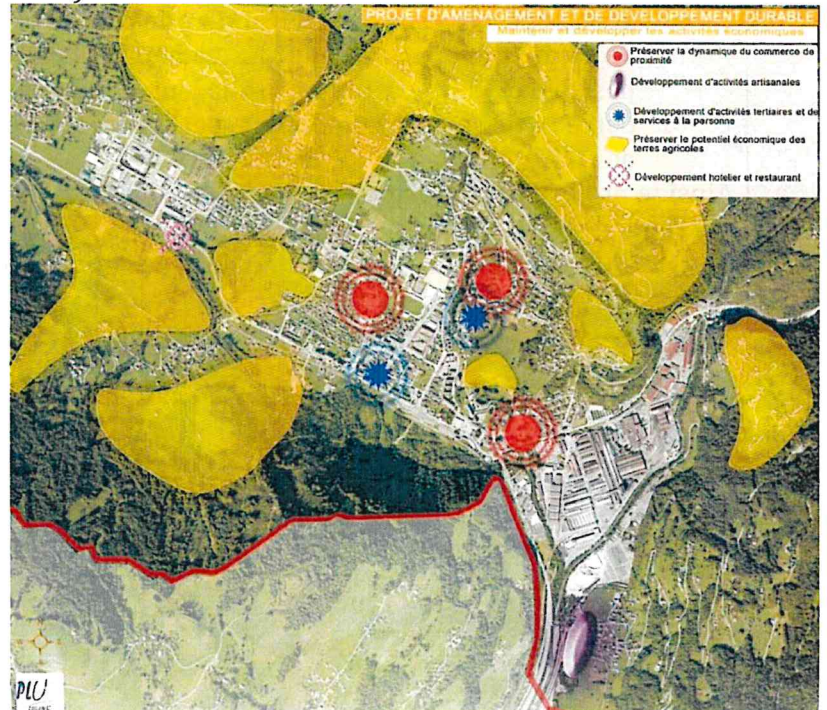 PROJET D'AMENAGEMENT ET DE DEVELOPPEMENT DURABLE
Maintenir et développer les activités économiques
Préserver la dynamique du commerce de
proximité
Développement d'activités artisanales
Développement d'activités tertiaires et de
services à la personne
Préserver le potentiel économique des
terres agricoles
Développement hotelier et restaurant
PLU